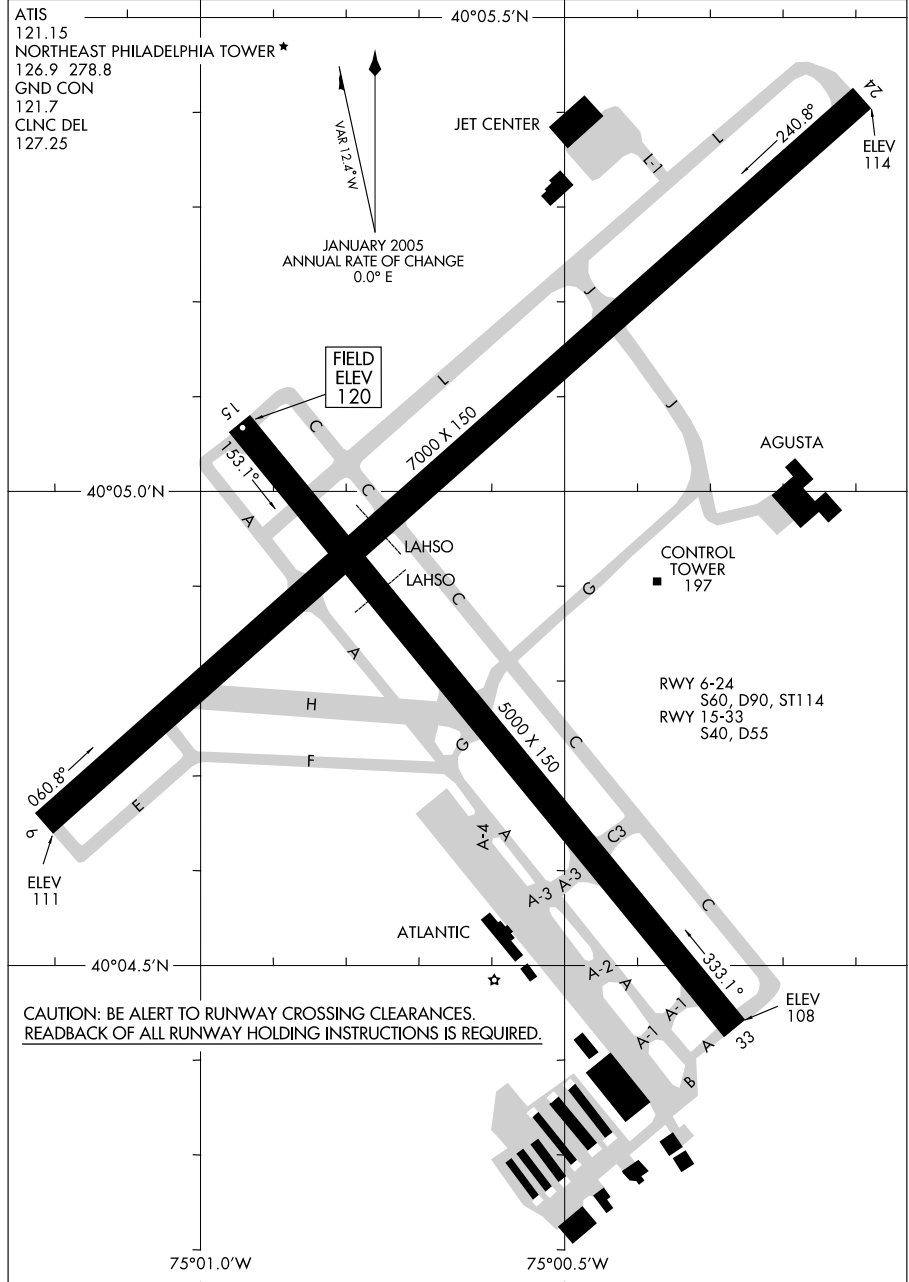 ATIS
121.15
NORTHEAST PHILADELPHIA TOWER
126.9 278.8
GND CON
121.7
CLNC DEL
127.25
40°05.5'N
VAR 12.4°W
JANUARY 2005
ANNUAL RATE OF CHANGE
0.0° E
JET CENTER
L-1
L
240.8°
24
ELEV
114
J
FIELD
ELEV
120
L
J
15
C
153.1°
7000 X 150
AGUSTA
40°05.0'N
C
A
LAHSO
LAHSO
CONTROL
TOWER
197
C
G
A
RWY 6-24
S60, D90, ST114
RWY 15-33
S40, D55
H
5000 X 150
C
G
F
060.8°
E
6
A-4
A
C3
ELEV
111
A-3
A-3
C
ATLANTIC
333.1°
40°04.5'N
A-2
A
ELEV
108
A-1
A-1
A
33
B
CAUTION: BE ALERT TO RUNWAY CROSSING CLEARANCES.
READBACK OF ALL RUNWAY HOLDING INSTRUCTIONS IS REQUIRED.
75°01.0'W
75°00.5'W